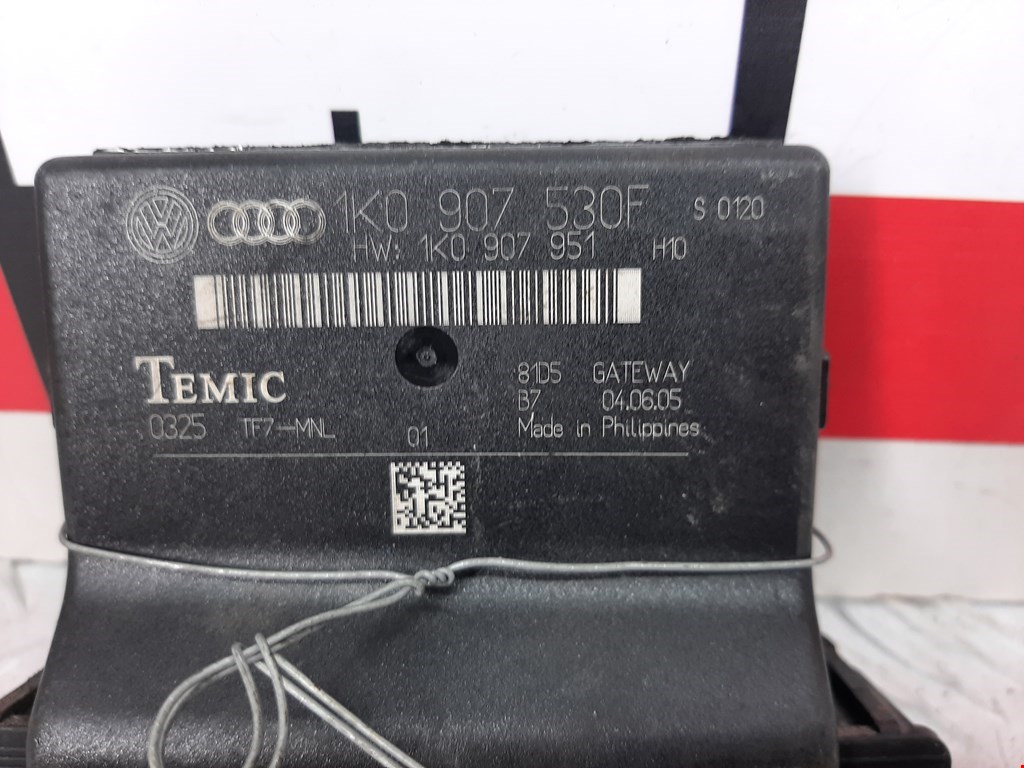 VW 1K0 907 530F S 0120
HW: 1K0 907 951 H10
TEMIC 81D5 GATEWAY
B7 04.06.05
0325 TF7-MNL 01 Made in Philippines